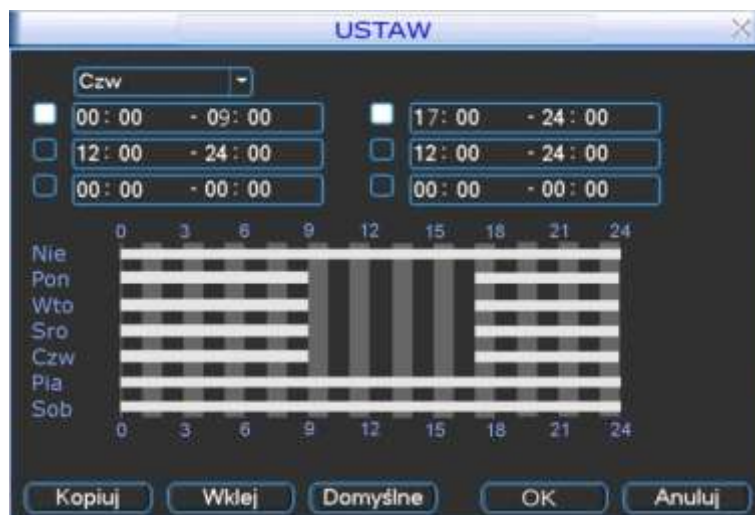 USTAW
Czw
00: 00 - 09: 00 17: 00 - 24: 00
12: 00 - 24: 00 12: 00 - 24: 00
00: 00 - 00: 00 00: 00 - 00: 00
0 3 6 9 12 15 18 21 24
Nie
Pon
Wto
Sro
Czw
Pia
Sob
0 3 6 9 12 15 18 21 24
Kopiuj Wklej Domyślne OK Anuluj